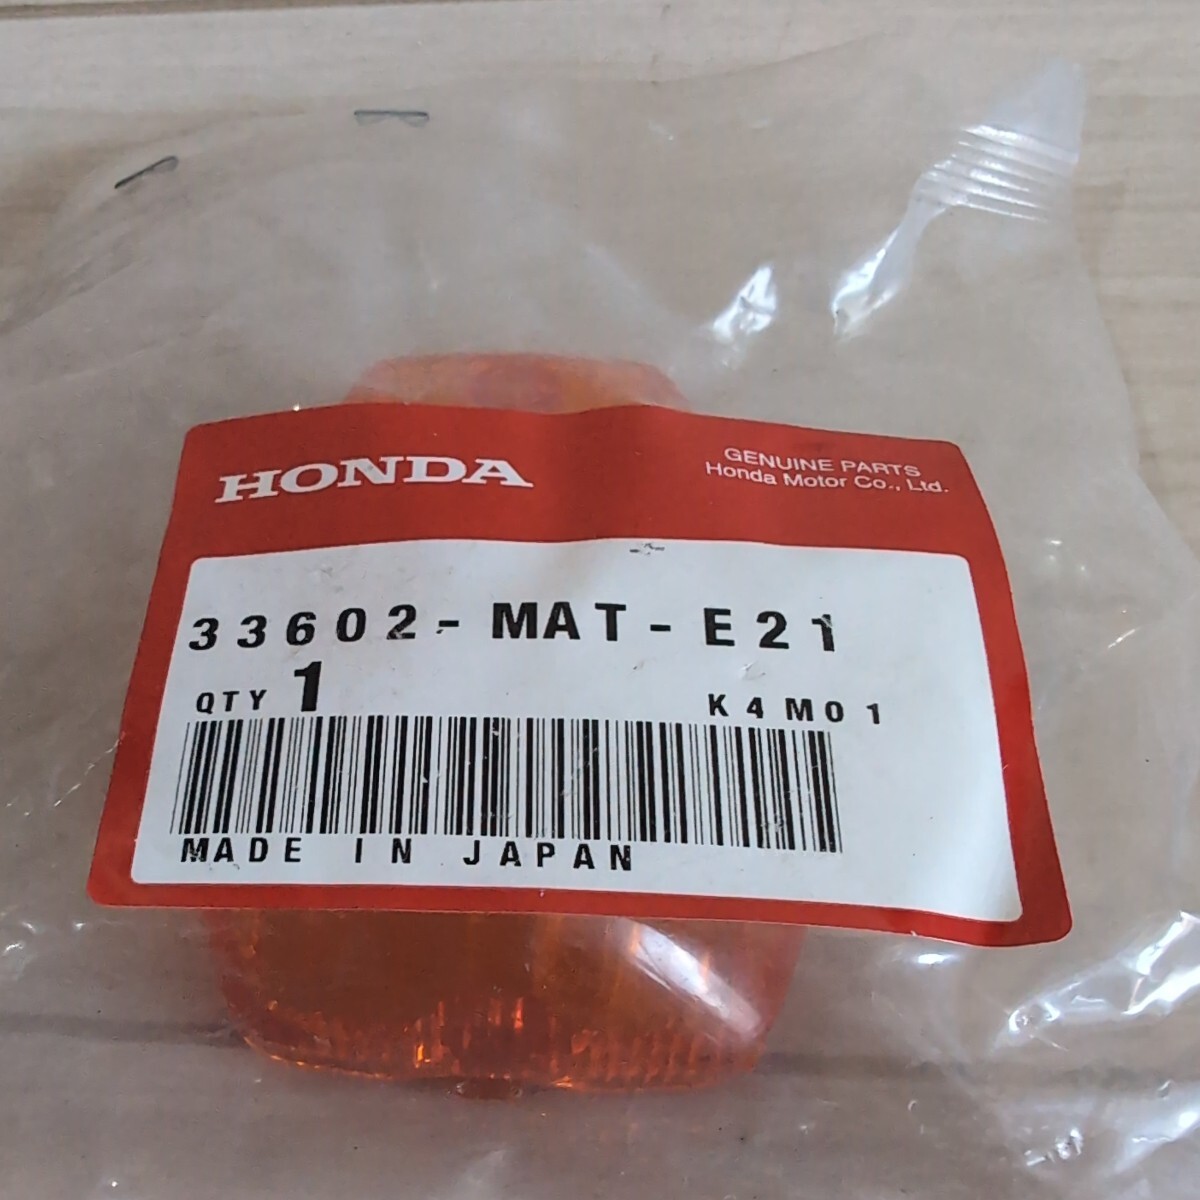 HONDA
GENUINE PARTS
Honda Motor Co., Ltd.
33602-MAT-E21
QTY 1
K4M01
MADE IN JAPAN